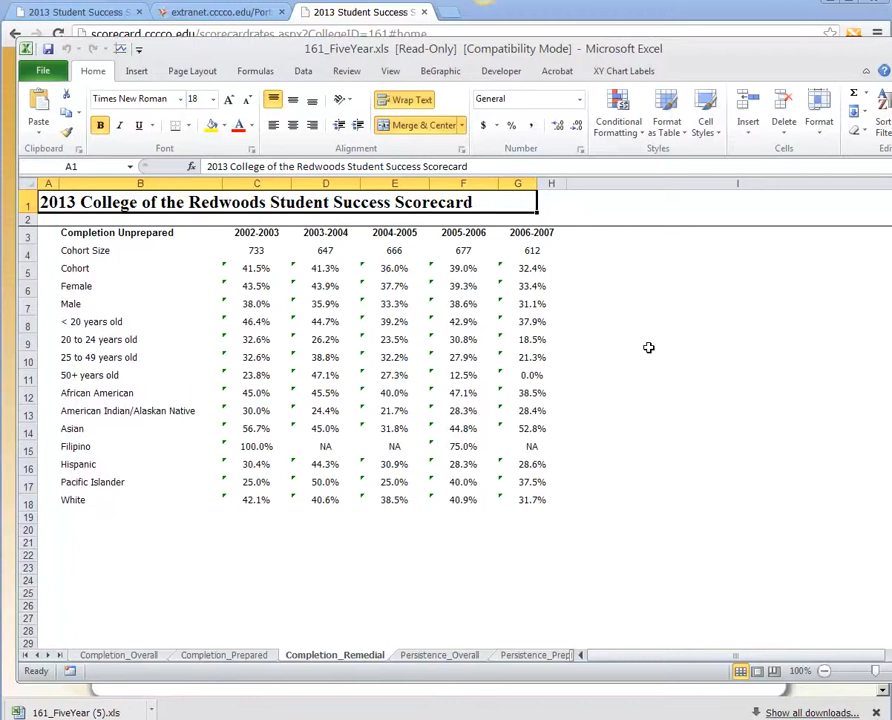 2013 Student Success S
extranet.cccco.edu/Port
2013 Student Success S
scorecard.cccco.edu/scorecardrates.aspx?CollegeID=161#home
161_FiveYear.xls [Read-Only] [Compatibility Mode] - Microsoft Excel
File Home Insert Page Layout Formulas Data Review View BeGraphic Developer Acrobat XY Chart Labels
Times New Roman 18 Wrap Text General
Paste B I U Merge & Center $ % , Conditional Formatting Format as Table Cell Styles Insert Delete Format Sort
Clipboard Font Alignment Number Styles Cells
A1 fx 2013 College of the Redwoods Student Success Scorecard
A B C D E F G H I
1 2013 College of the Redwoods Student Success Scorecard
2
3 Completion Unprepared 2002-2003 2003-2004 2004-2005 2005-2006 2006-2007
4 Cohort Size 733 647 666 677 612
5 Cohort 41.5% 41.3% 36.0% 39.0% 32.4%
6 Female 43.5% 43.9% 37.7% 39.3% 33.4%
7 Male 38.0% 35.9% 33.3% 38.6% 31.1%
8 < 20 years old 46.4% 44.7% 39.2% 42.9% 37.9%
9 20 to 24 years old 32.6% 26.2% 23.5% 30.8% 18.5%
10 25 to 49 years old 32.6% 38.8% 32.2% 27.9% 21.3%
11 50+ years old 23.8% 47.1% 27.3% 12.5% 0.0%
12 African American 45.0% 45.5% 40.0% 47.1% 38.5%
13 American Indian/Alaskan Native 30.0% 24.4% 21.7% 28.3% 28.4%
14 Asian 56.7% 45.0% 31.8% 44.8% 52.8%
15 Filipino 100.0% NA NA 75.0% NA
16 Hispanic 30.4% 44.3% 30.9% 28.3% 28.6%
17 Pacific Islander 25.0% 50.0% 25.0% 40.0% 37.5%
18 White 42.1% 40.6% 38.5% 40.9% 31.7%
19
20
21
22
23
24
25
26
27
28
29
Completion_Overall Completion_Prepared Completion_Remedial Persistence_Overall Persistence_Prep
Ready 100%
161_FiveYear (5).xls Show all downloads...